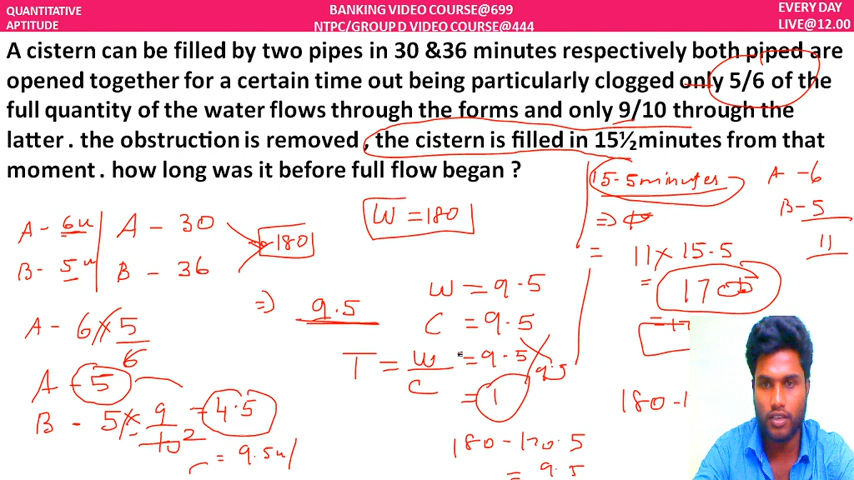 QUANTITATIVE
APTITUDE
BANKING VIDEO COURSE@699
NTPC/GROUP D VIDEO COURSE@444
EVERY DAY
LIVE@12.00
A cistern can be filled by two pipes in 30 &36 minutes respectively both piped are
opened together for a certain time out being particularly clogged only 5/6 of the
full quantity of the water flows through the forms and only 9/10 through the
latter . the obstruction is removed , the cistern is filled in 15½minutes from that
moment . how long was it before full flow began ?
A - 6u
B - 5u
A - 30
B - 36
180
W = 180
A - 6 × 5/6
A - 5
B - 5 × 9/10 = 4.5
2
= 9.5u/
⇒ 9.5
W = 9.5
C = 9.5
T = W/C = 9.5/9.5
= 1
180 - 170.5
= 9.5
15.5 minutes
⇒
= 11 × 15.5
= 170.5
A - 6
B - 5
11
180 - 1